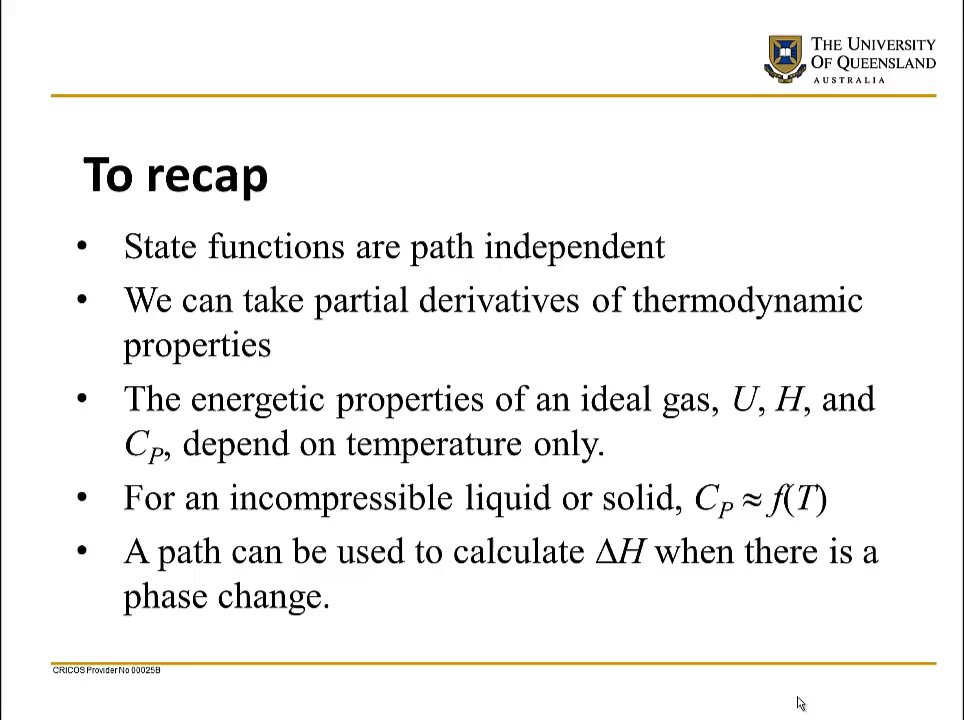 THE UNIVERSITY
OF QUEENSLAND
AUSTRALIA
To recap
• State functions are path independent
• We can take partial derivatives of thermodynamic
properties
• The energetic properties of an ideal gas, U, H, and
C_P, depend on temperature only.
• For an incompressible liquid or solid, C_P ≈ f(T)
• A path can be used to calculate ΔH when there is a
phase change.
CRICOS Provider No 00025B